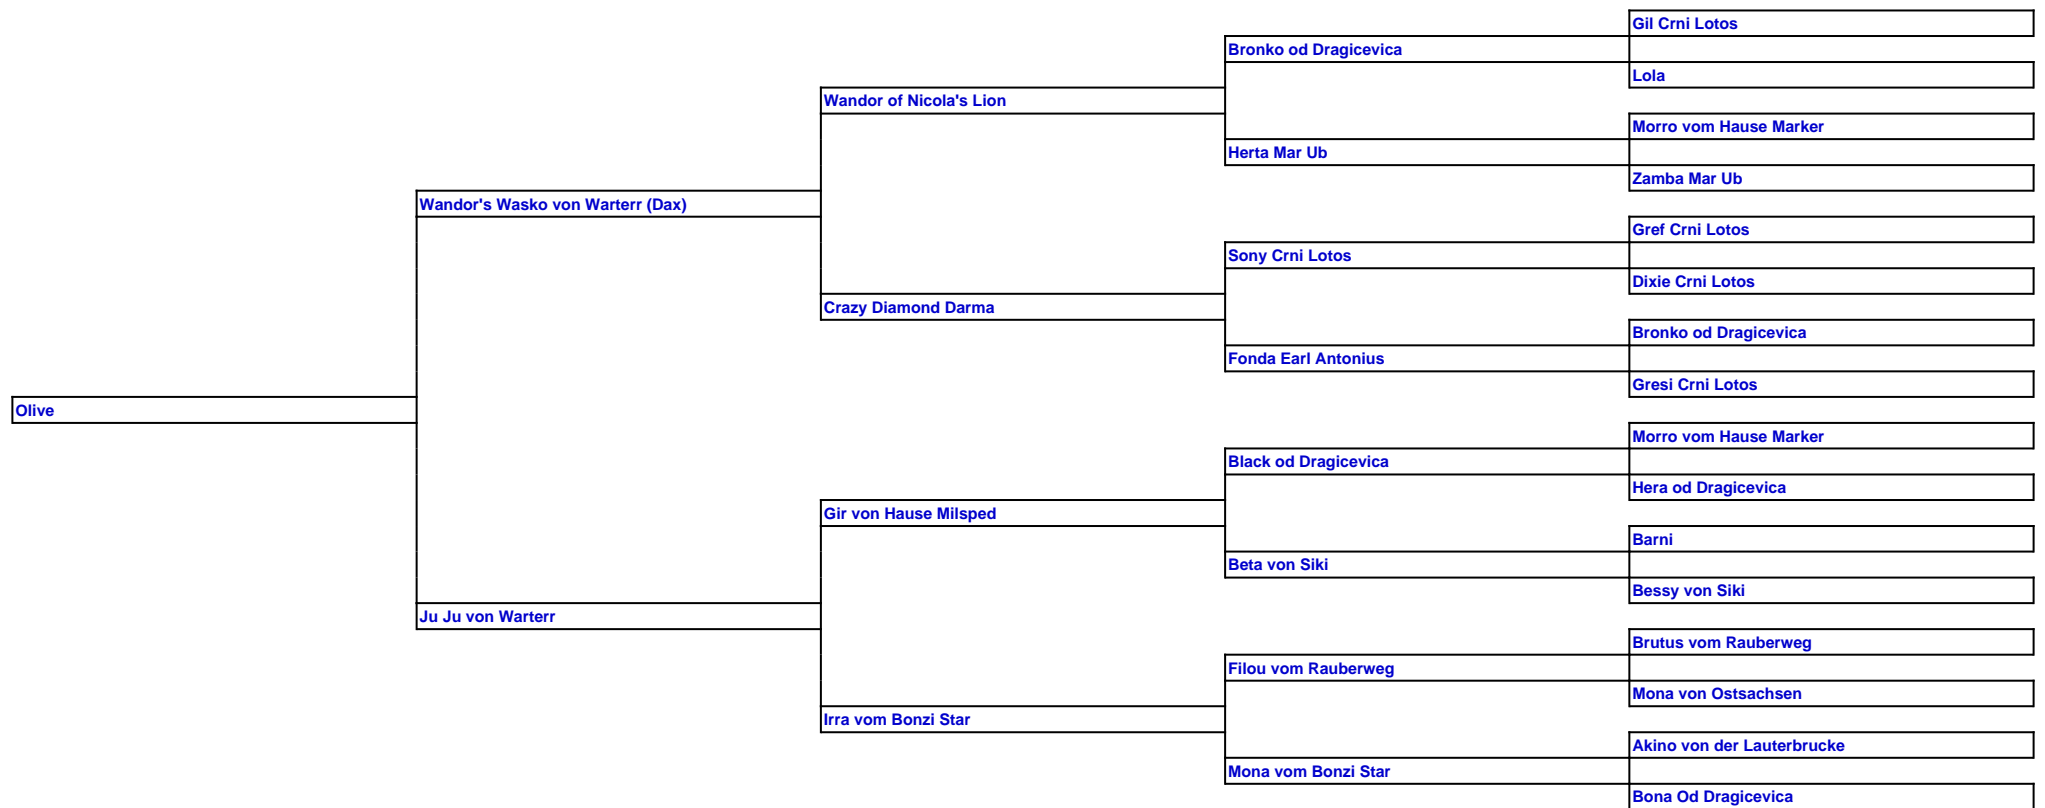 Gil Crni Lotos
Bronko od Dragicevica
Lola
Wandor of Nicola's Lion
Morro vom Hause Marker
Herta Mar Ub
Zamba Mar Ub
Wandor's Wasko von Warterr (Dax)
Gref Crni Lotos
Sony Crni Lotos
Dixie Crni Lotos
Crazy Diamond Darma
Bronko od Dragicevica
Fonda Earl Antonius
Gresi Crni Lotos
Olive
Morro vom Hause Marker
Black od Dragicevica
Hera od Dragicevica
Gir von Hause Milsped
Barni
Beta von Siki
Bessy von Siki
Ju Ju von Warterr
Brutus vom Rauberweg
Filou vom Rauberweg
Mona von Ostsachsen
Irra vom Bonzi Star
Akino von der Lauterbrucke
Mona vom Bonzi Star
Bona Od Dragicevica